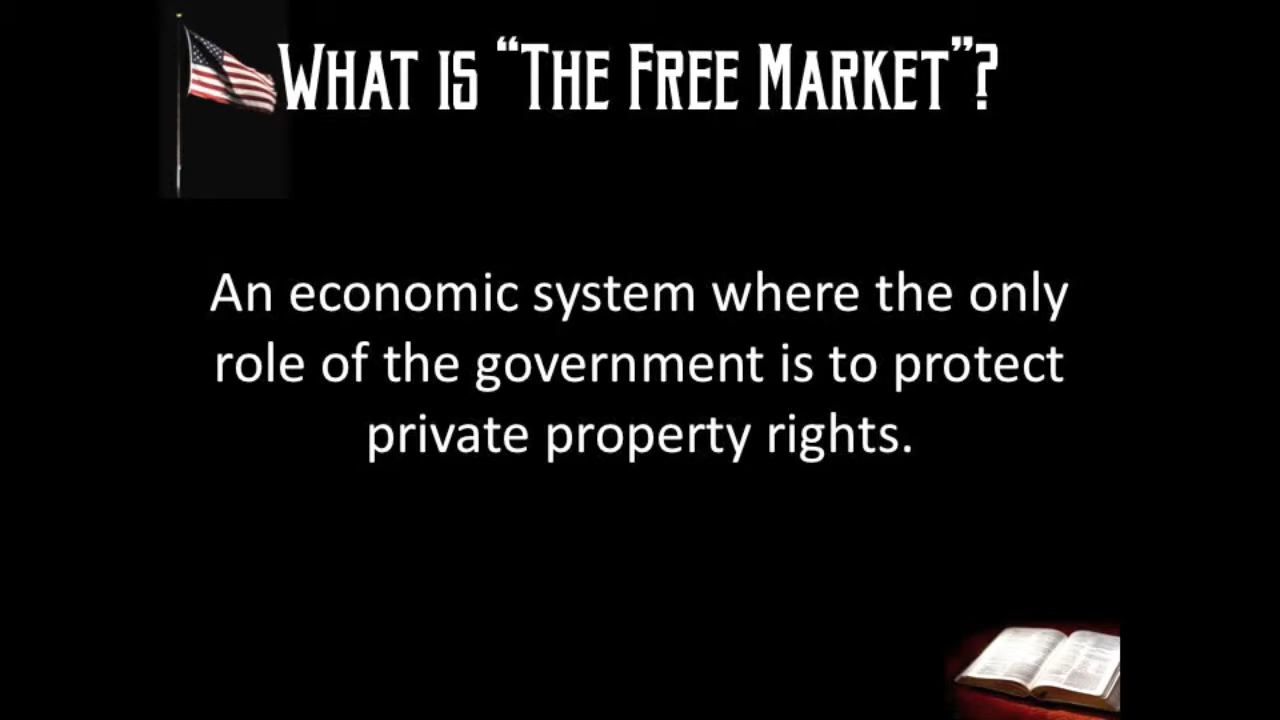 What is “The Free Market”?
An economic system where the only
role of the government is to protect
private property rights.